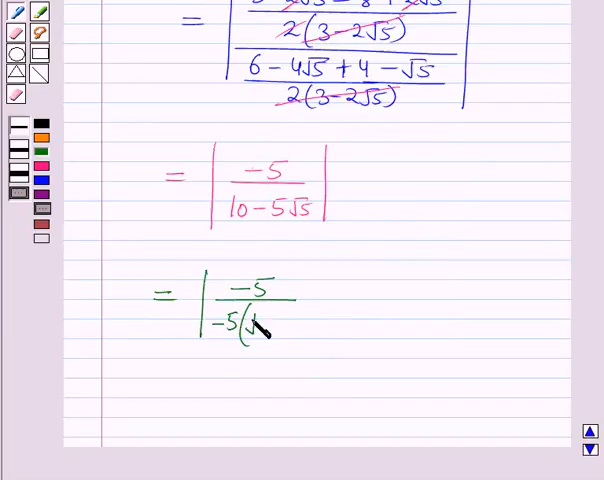 = | 2(3-2√5)
6-4√5+4-√5
2(3-2√5) |
= | -5
10-5√5 |
= | -5
-5(√